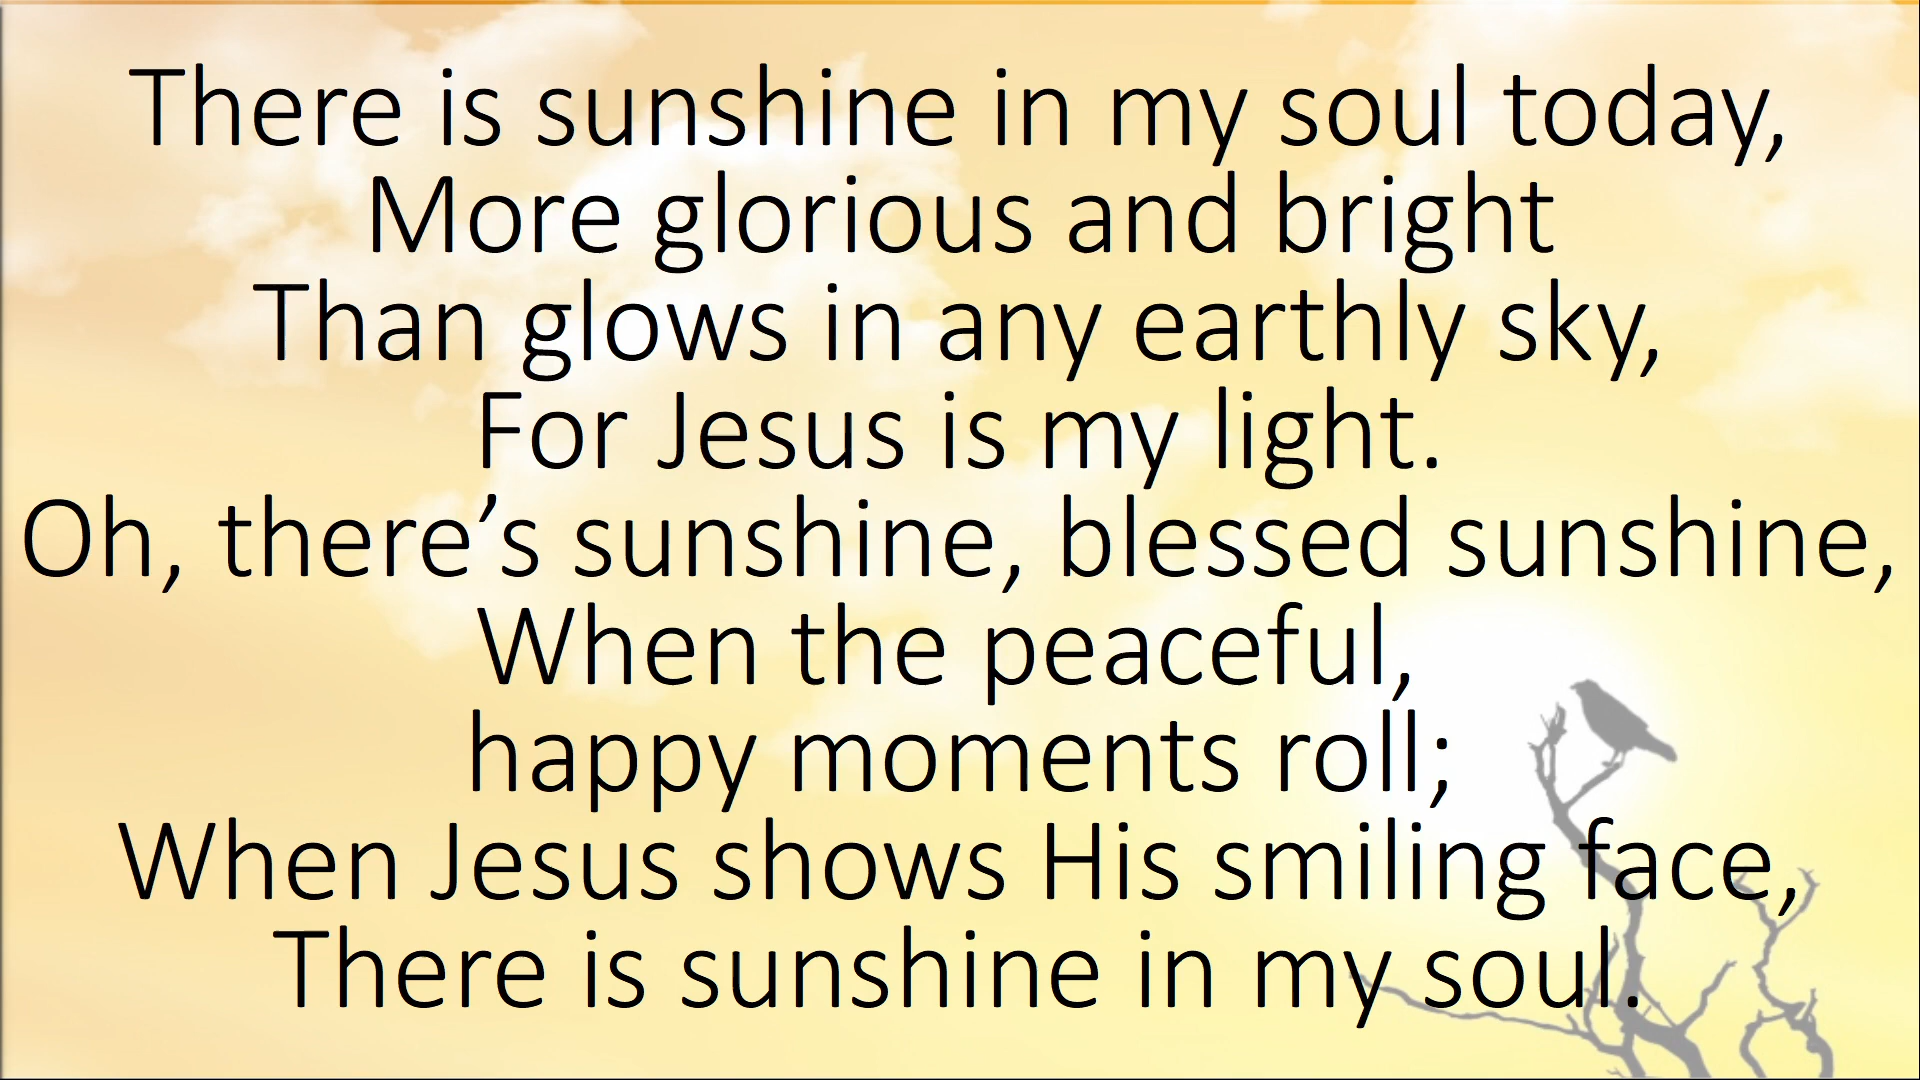 There is sunshine in my soul today,
More glorious and bright
Than glows in any earthly sky,
For Jesus is my light.
Oh, there’s sunshine, blessed sunshine,
When the peaceful,
happy moments roll;
When Jesus shows His smiling face,
There is sunshine in my soul.